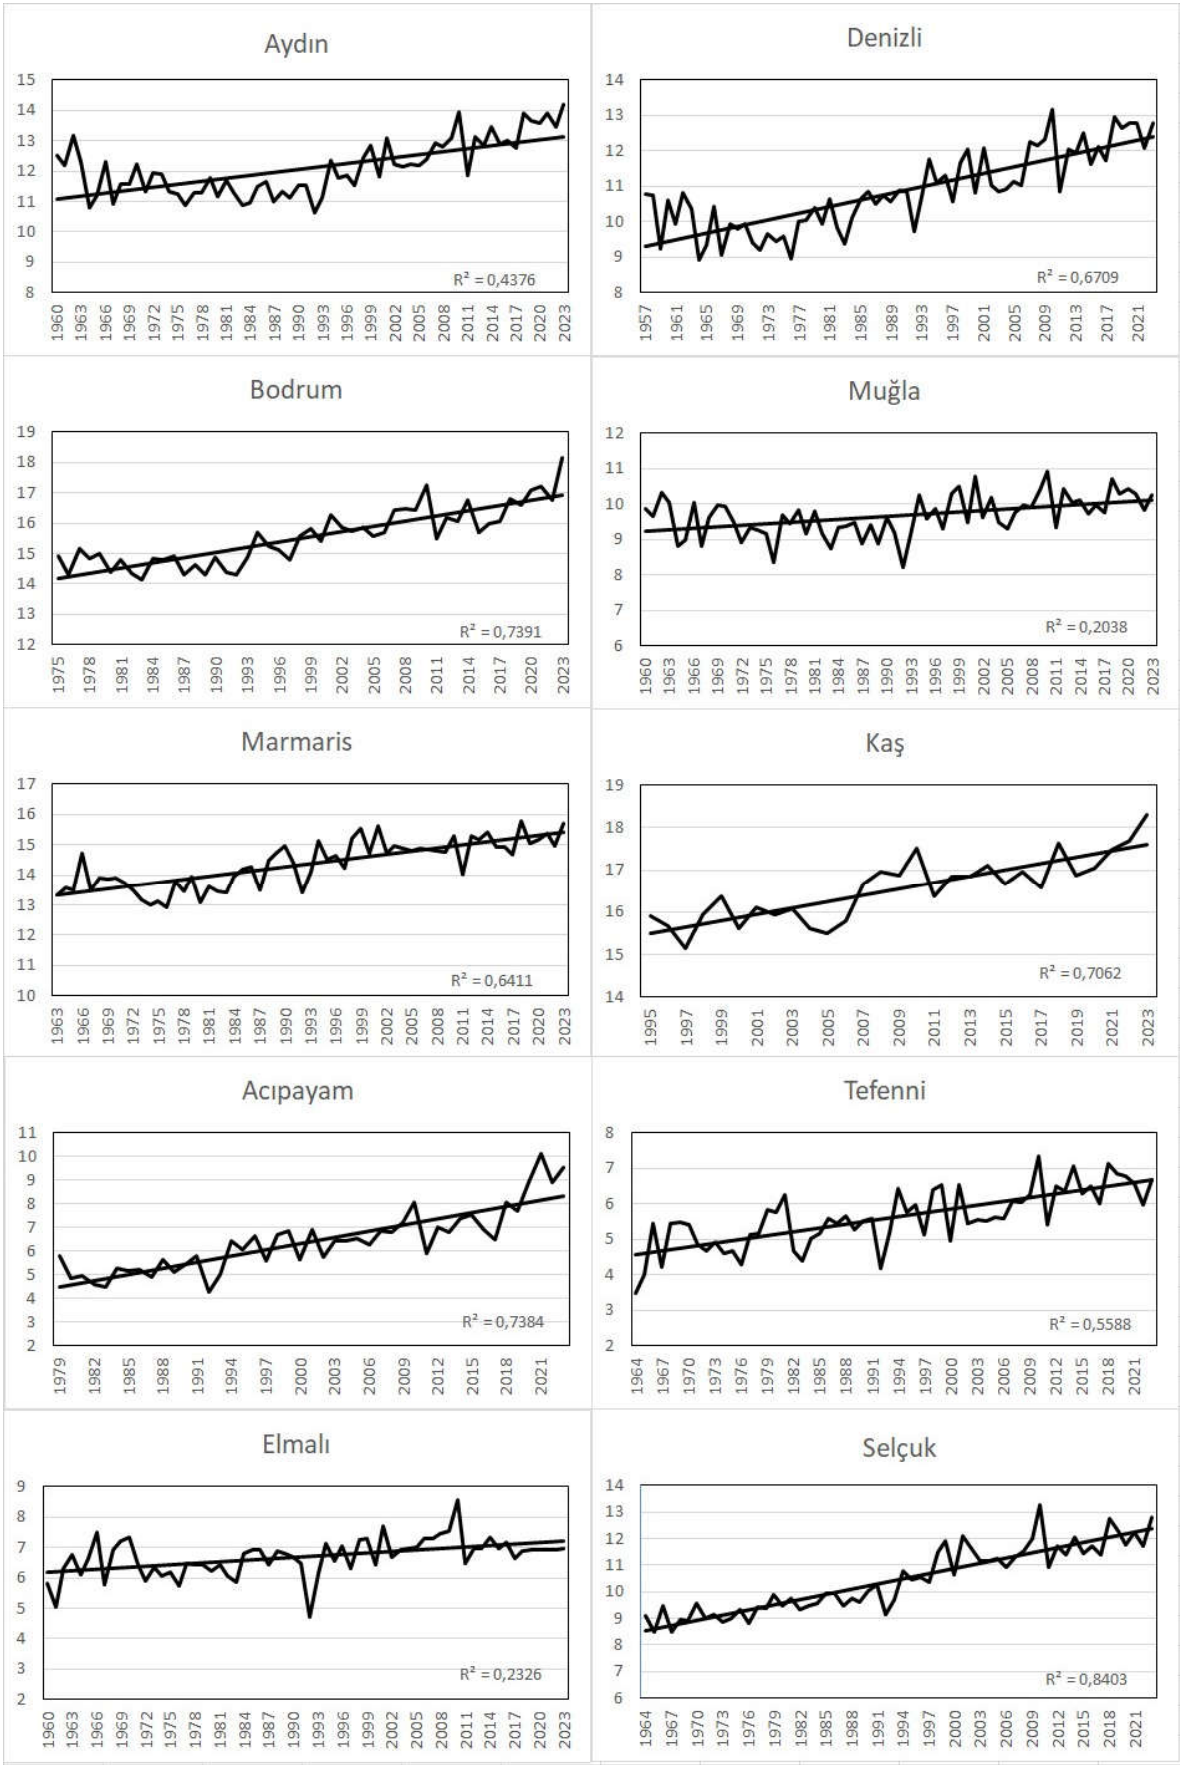 Aydın
15
14
13
12
11
10
9
8
R² = 0,4376
1960 1963 1966 1969 1972 1975 1978 1981 1984 1987 1990 1993 1996 1999 2002 2005 2008 2011 2014 2017 2020 2023
Denizli
14
13
12
11
10
9
8
R² = 0,6709
1957 1961 1965 1969 1973 1977 1981 1985 1989 1993 1997 2001 2005 2009 2013 2017 2021
Bodrum
19
18
17
16
15
14
13
12
R² = 0,7391
1975 1978 1981 1984 1987 1990 1993 1996 1999 2002 2005 2008 2011 2014 2017 2020 2023
Muğla
12
11
10
9
8
7
6
R² = 0,2038
1960 1963 1966 1969 1972 1975 1978 1981 1984 1987 1990 1993 1996 1999 2002 2005 2008 2011 2014 2017 2020 2023
Marmaris
17
16
15
14
13
12
11
10
R² = 0,6411
1963 1966 1969 1972 1975 1978 1981 1984 1987 1990 1993 1996 1999 2002 2005 2008 2011 2014 2017 2020 2023
Kaş
19
18
17
16
15
14
R² = 0,7062
1995 1997 1999 2001 2003 2005 2007 2009 2011 2013 2015 2017 2019 2021 2023
Acıpayam
11
10
9
8
7
6
5
4
3
2
R² = 0,7384
1979 1982 1985 1988 1991 1994 1997 2000 2003 2006 2009 2012 2015 2018 2021
Tefenni
8
7
6
5
4
3
2
R² = 0,5588
1964 1967 1970 1973 1976 1979 1982 1985 1988 1991 1994 1997 2000 2003 2006 2009 2012 2015 2018 2021
Elmalı
9
8
7
6
5
4
3
2
R² = 0,2326
1960 1963 1966 1969 1972 1975 1978 1981 1984 1987 1990 1993 1996 1999 2002 2005 2008 2011 2014 2017 2020 2023
Selçuk
14
13
12
11
10
9
8
7
6
R² = 0,8403
1964 1967 1970 1973 1976 1979 1982 1985 1988 1991 1994 1997 2000 2003 2006 2009 2012 2015 2018 2021